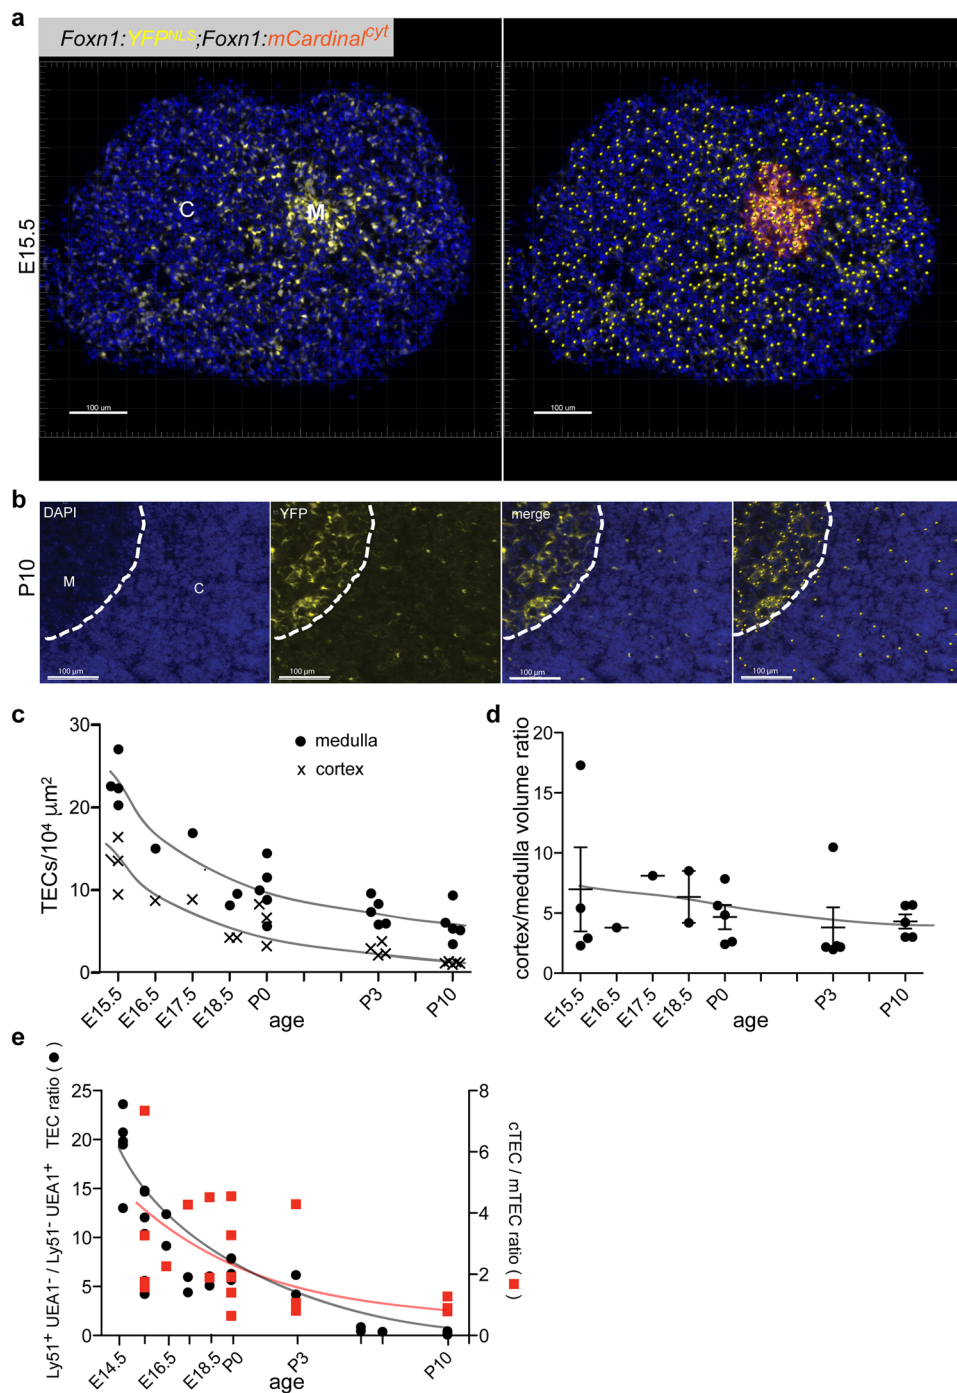 a
Foxn1:YFPNLS;Foxn1:mCardinalcyt
E15.5
C
M
100 um
100 um
b
P10
DAPI
YFP
merge
M
C
100 µm
100 µm
100 µm
100 µm
c
TECs/10⁴ µm²
30
20
10
0
medulla
x cortex
E15.5
E16.5
E17.5
E18.5
P0
P3
P10
age
d
cortex/medulla volume ratio
20
15
10
5
0
E15.5
E16.5
E17.5
E18.5
P0
P3
P10
age
e
Ly51⁺ UEA1⁻ / Ly51⁻ UEA1⁺ TEC ratio (●)
25
20
15
10
5
0
8
6
4
2
0
cTEC / mTEC ratio (■)
E14.5
E16.5
E18.5
P0
P3
P10
age